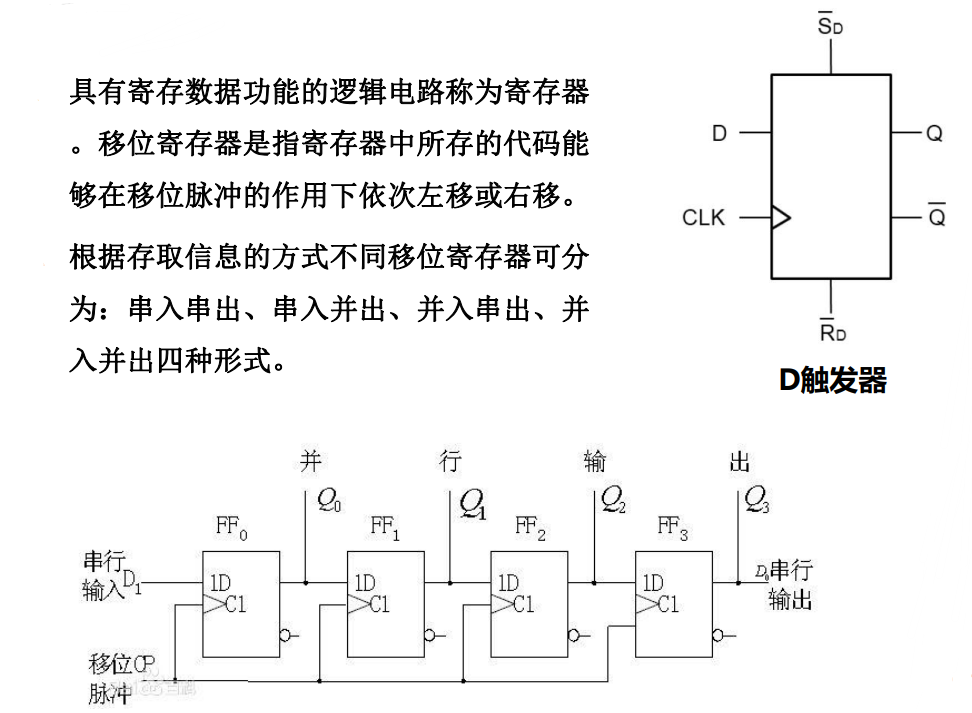 具有寄存数据功能的逻辑电路称为寄存器
。移位寄存器是指寄存器中所存的代码能
够在移位脉冲的作用下依次左移或右移。
根据存取信息的方式不同移位寄存器可分
为：串入串出、串入并出、并入串出、并
入并出四种形式。
S̅D
D
Q
CLK
Q̅
R̅D
D触发器
并 行 输 出
Q0 Q1 Q2 Q3
FF0 FF1 FF2 FF3
串行
输入D1
1D 1D 1D 1D
C1 C1 C1 C1
D0串行
输出
移位CP
脉冲